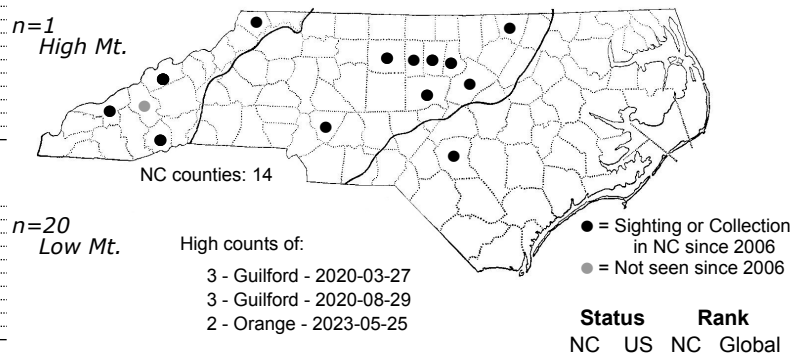 n=1
High Mt.
NC counties: 14
n=20
Low Mt.
High counts of:
3 - Guilford - 2020-03-27
3 - Guilford - 2020-08-29
2 - Orange - 2023-05-25
● = Sighting or Collection
in NC since 2006
● = Not seen since 2006
Status Rank
NC US NC Global